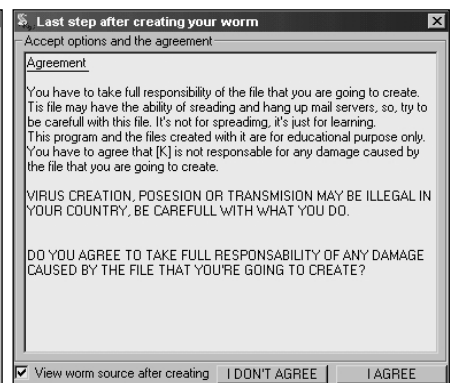 Last step after creating your worm
Accept options and the agreement
Agreement
You have to take full responsibility of the file that you are going to create.
Tis file may have the ability of sreading and hang up mail servers, so, try to
be carefull with this file. It's not for spreadimg, it's just for learning.
This program and the files created with it are for educational purpose only.
You have to agree that [K] is not responsable for any damage caused by
the file that you are going to create.
VIRUS CREATION, POSESION OR TRANSMISION MAY BE ILLEGAL IN
YOUR COUNTRY, BE CAREFULL WITH WHAT YOU DO.
DO YOU AGREE TO TAKE FULL RESPONSABILITY OF ANY DAMAGE
CAUSED BY THE FILE THAT YOU'RE GOING TO CREATE?
View worm source after creating I DON'T AGREE I AGREE